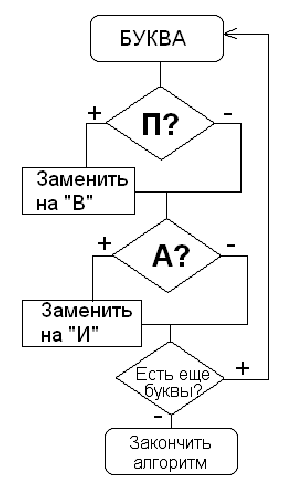 БУКВА
+
П?
-
Заменить
на "В"
+
А?
-
Заменить
на "И"
Есть еще
буквы?
+
-
Закончить
алгоритм